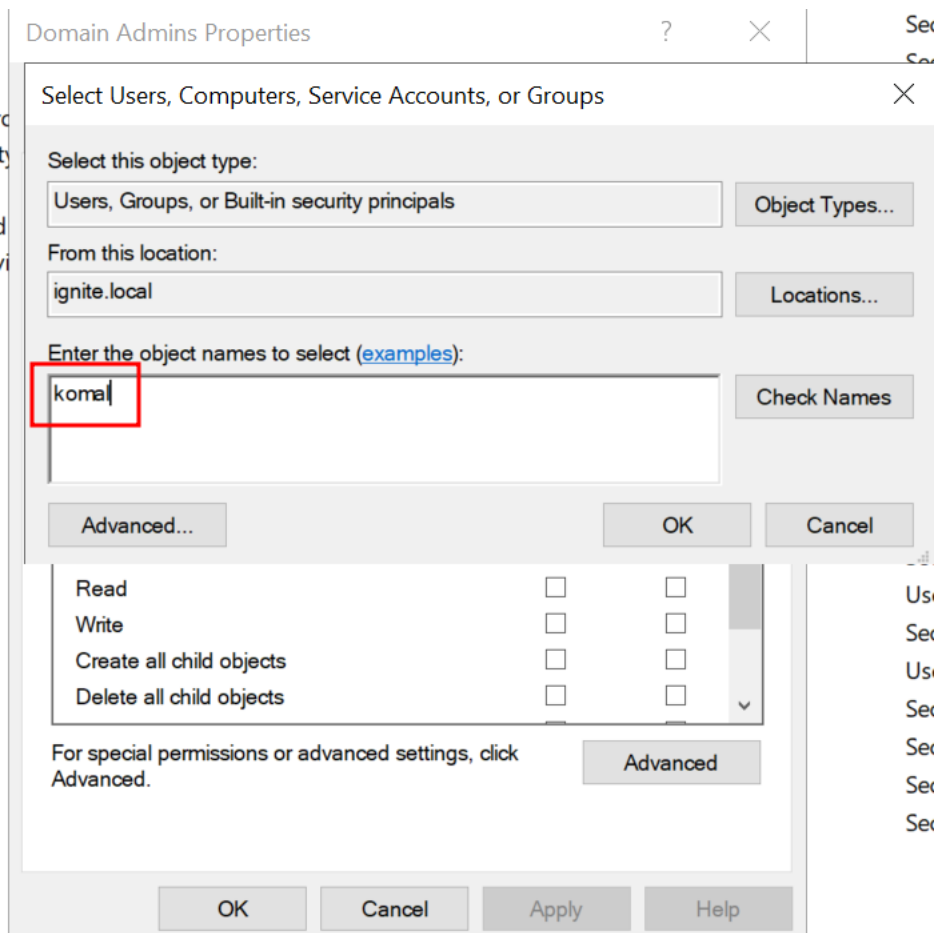 Domain Admins Properties
?
Select Users, Computers, Service Accounts, or Groups
Select this object type:
Users, Groups, or Built-in security principals
Object Types...
From this location:
ignite.local
Locations...
Enter the object names to select (examples):
komal
Check Names
Advanced...
OK
Cancel
Read
Write
Create all child objects
Delete all child objects
For special permissions or advanced settings, click
Advanced.
Advanced
OK
Cancel
Apply
Help